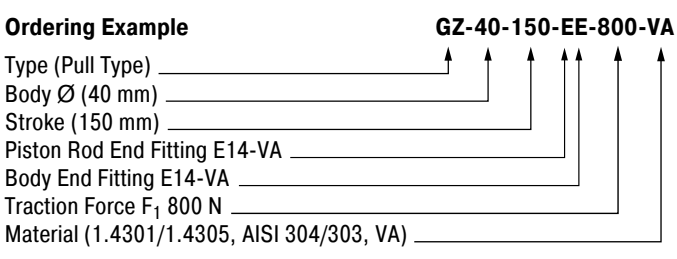 Ordering Example GZ-40-150-EE-800-VA
Type (Pull Type)
Body Ø (40 mm)
Stroke (150 mm)
Piston Rod End Fitting E14-VA
Body End Fitting E14-VA
Traction Force F₁ 800 N
Material (1.4301/1.4305, AISI 304/303, VA)